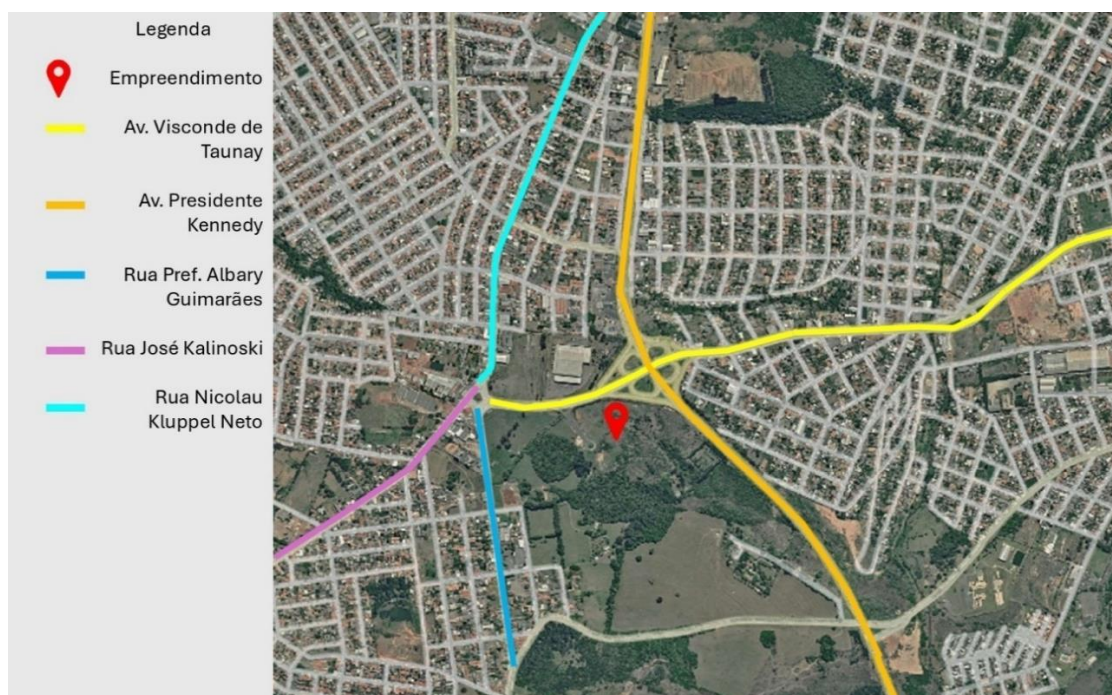 Legenda
Empreendimento
Av. Visconde de
Taunay
Av. Presidente
Kennedy
Rua Pref. Albary
Guimarães
Rua José Kalinoski
Rua Nicolau
Kluppel Neto